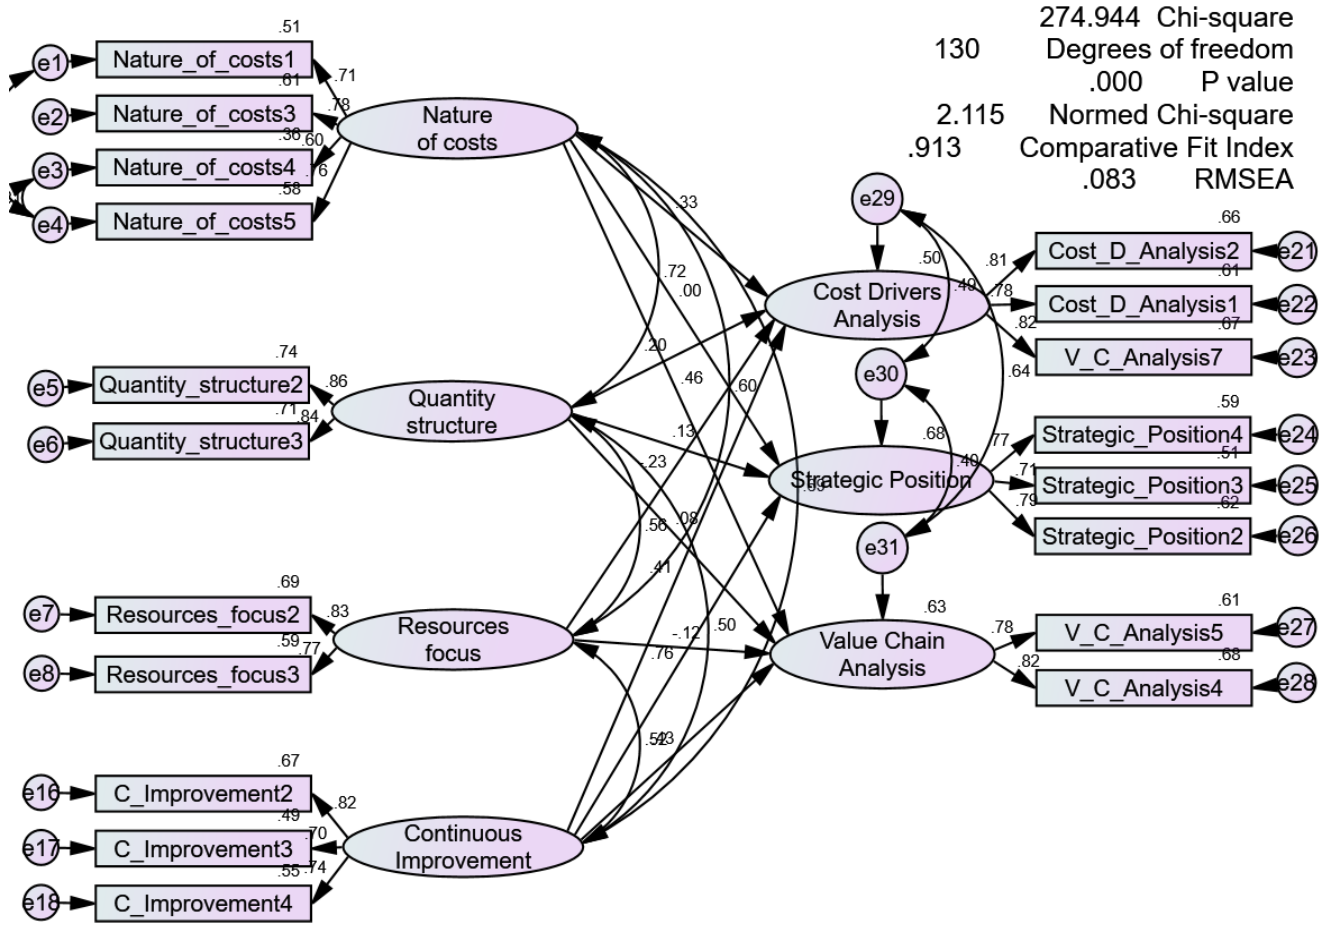 274.944 Chi-square
130 Degrees of freedom
.000 P value
2.115 Normed Chi-square
.913 Comparative Fit Index
.083 RMSEA
.51
e1 Nature_of_costs1
.71
.61
e2 Nature_of_costs3
.78
.36
e3 Nature_of_costs4
.60
.76
.58
e4 Nature_of_costs5
Nature
of costs
.74
e5 Quantity_structure2
.86
.71
e6 Quantity_structure3
.84
Quantity
structure
.69
e7 Resources_focus2
.83
.59
e8 Resources_focus3
.77
Resources
focus
.67
e16 C_Improvement2
.82
.49
e17 C_Improvement3
.70
.55
e18 C_Improvement4
.74
Continuous
Improvement
.33
.72
.00
.20
.46
.60
.13
-.23
.56
.08
.41
-.12
.50
.76
.52
.43
e29
.50
.49
Cost Drivers
Analysis
e30
.64
.68
.40
Strategic Position
e31
.63
Value Chain
Analysis
.66
.81
Cost_D_Analysis2 e21
.61
.78
Cost_D_Analysis1 e22
.67
.82
V_C_Analysis7 e23
.59
.77
Strategic_Position4 e24
.51
.71
Strategic_Position3 e25
.62
.79
Strategic_Position2 e26
.61
.78
V_C_Analysis5 e27
.68
.82
V_C_Analysis4 e28